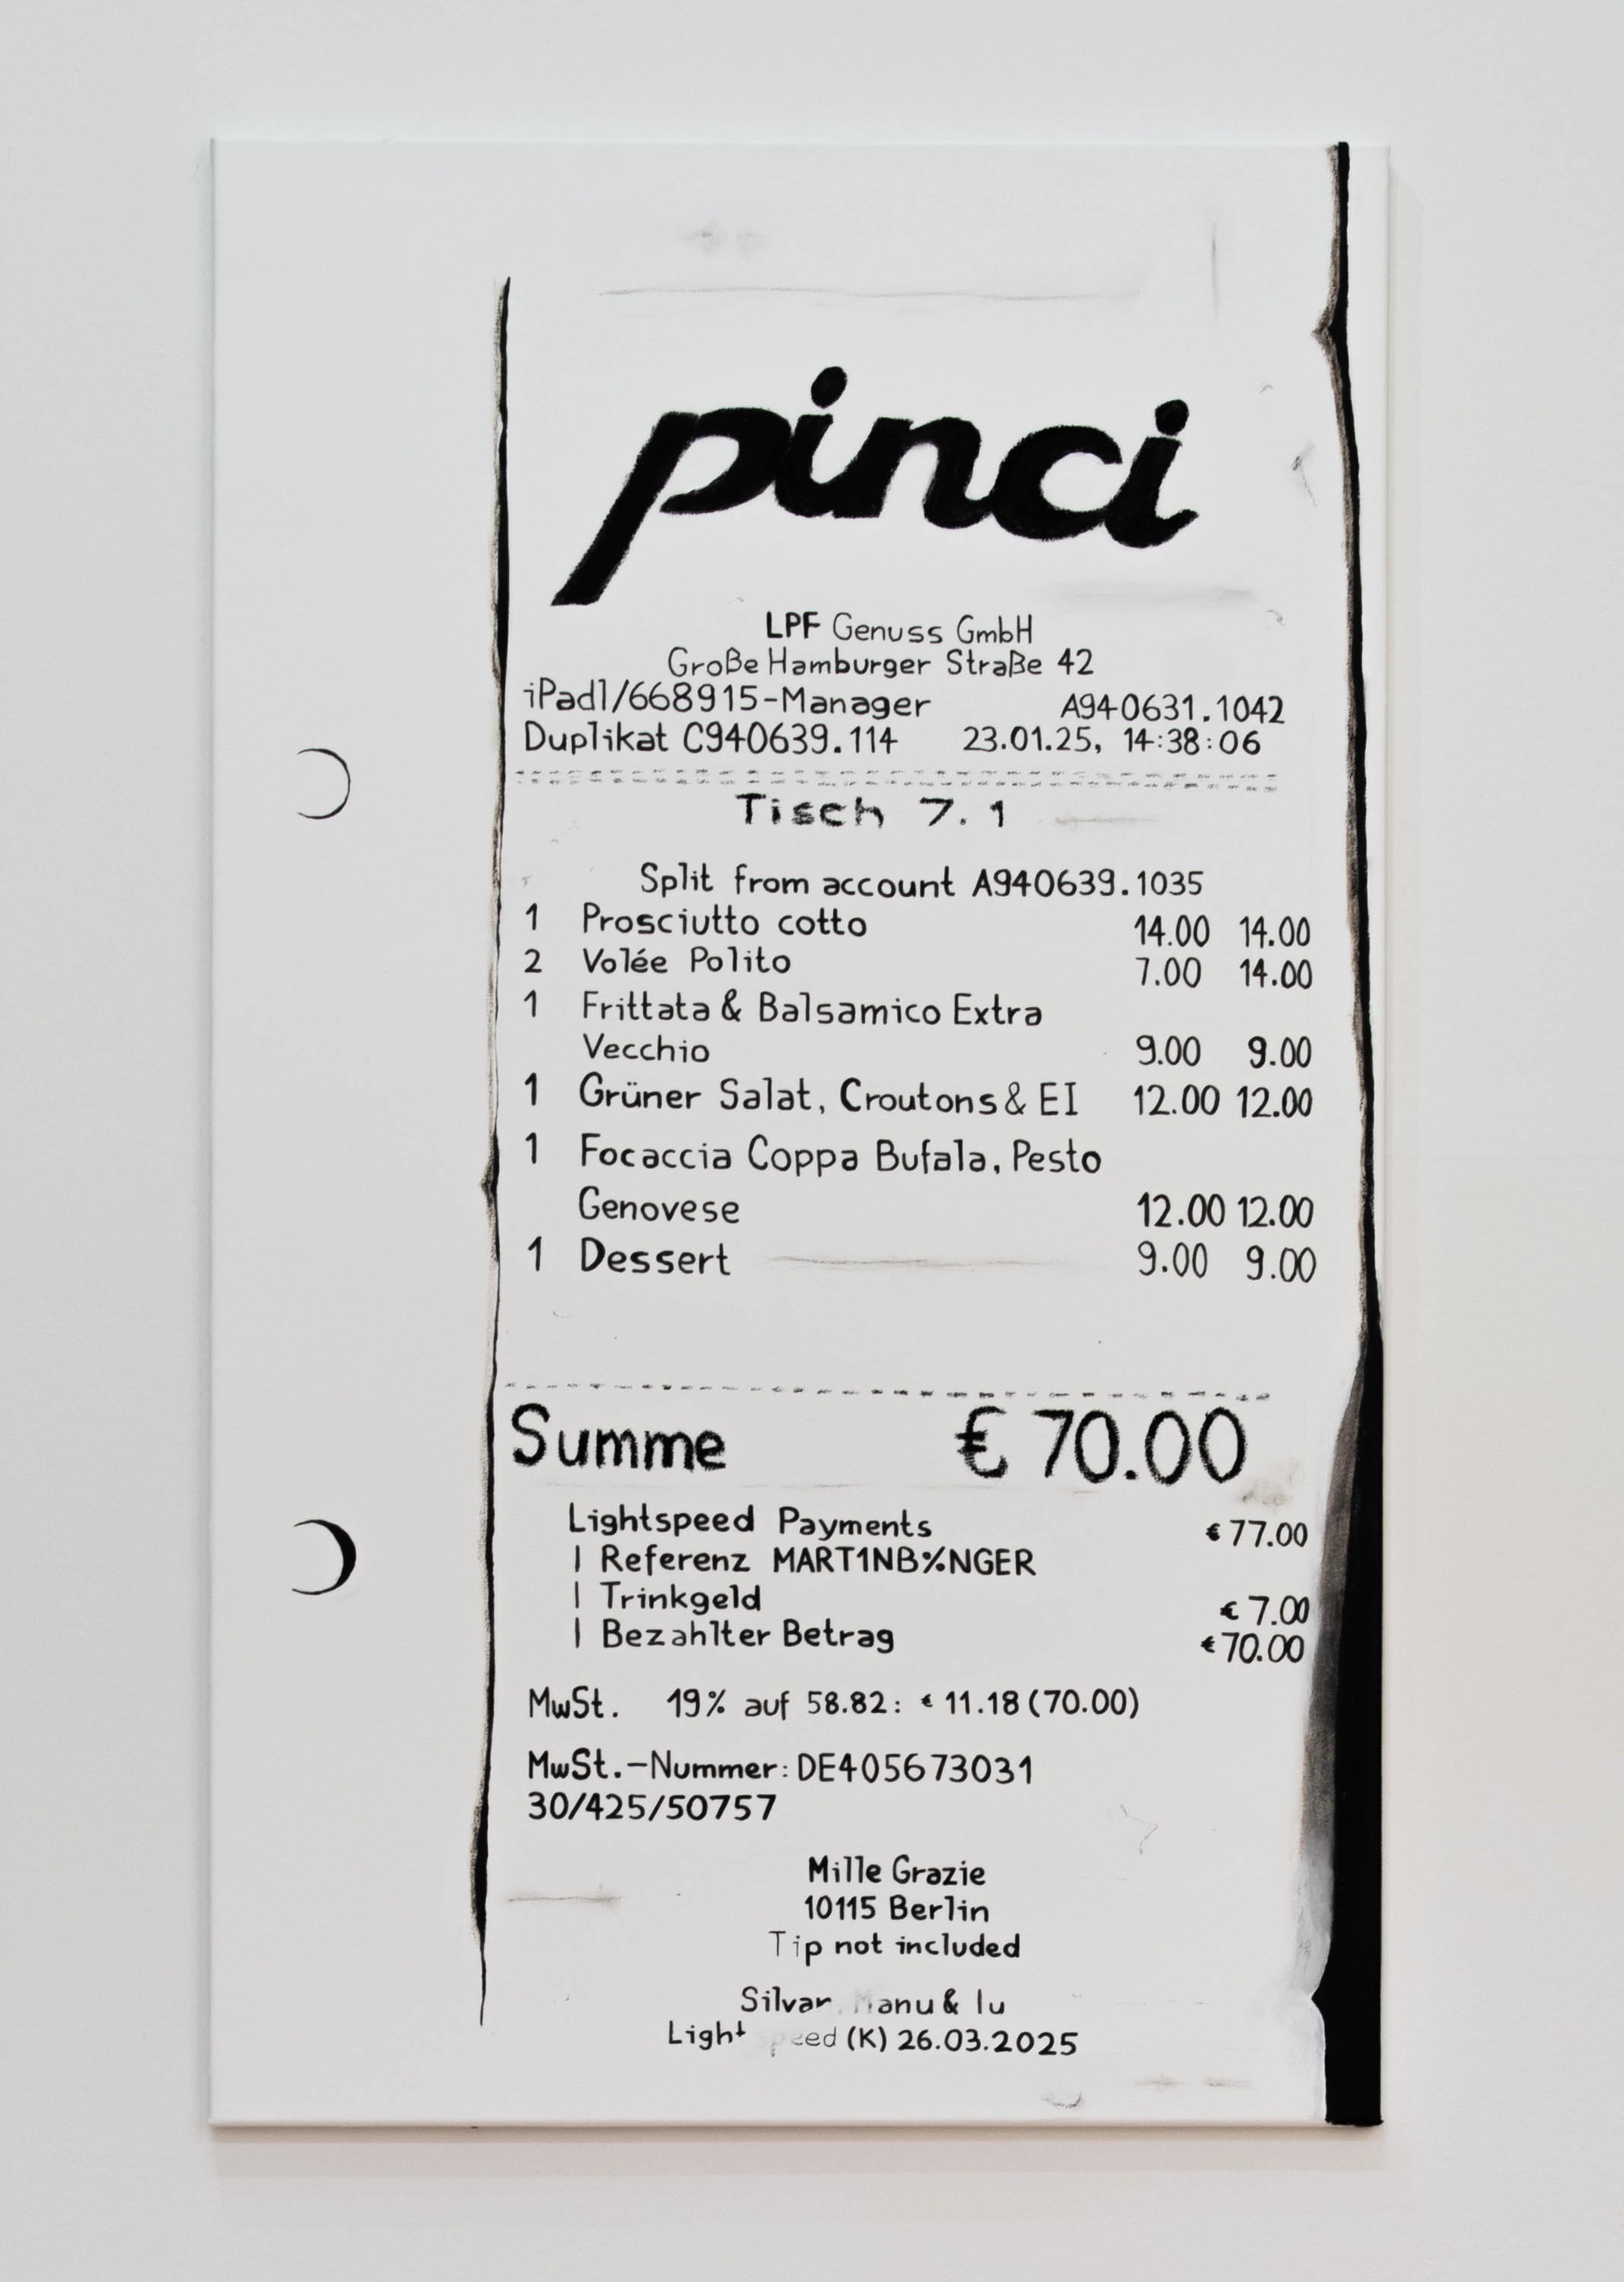 pinci
LPF Genuss GmbH
Große Hamburger Straße 42
iPad1/668915-Manager A940631.1042
Duplikat C940639.114 23.01.25, 14:38:06
Tisch 7.1
Split from account A940639.1035
1 Prosciutto cotto 14.00 14.00
2 Volée Polito 7.00 14.00
1 Frittata & Balsamico Extra
Vecchio 9.00 9.00
1 Grüner Salat, Croutons & EI 12.00 12.00
1 Focaccia Coppa Bufala, Pesto
Genovese 12.00 12.00
1 Dessert 9.00 9.00
Summe € 70.00
Lightspeed Payments € 77.00
| Referenz MART1NB%NGER
| Trinkgeld € 7.00
| Bezahlter Betrag € 70.00
MwSt. 19% auf 58.82: € 11.18 (70.00)
MwSt.-Nummer: DE405673031
30/425/50757
Mille Grazie
10115 Berlin
Tip not included
Silvar, Manu & lu
Lightspeed (K) 26.03.2025